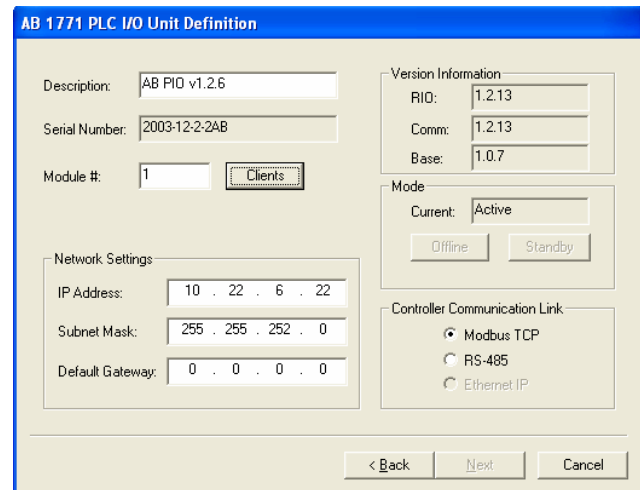 AB 1771 PLC I/O Unit Definition
Description: AB PIO v1.2.6
Serial Number: 2003-12-2-2AB
Module #: 1 Clients
Network Settings
IP Address: 10 . 22 . 6 . 22
Subnet Mask: 255 . 255 . 252 . 0
Default Gateway: 0 . 0 . 0 . 0
Version Information
RIO: 1.2.13
Comm: 1.2.13
Base: 1.0.7
Mode
Current: Active
Offline Standby
Controller Communication Link
Modbus TCP
RS-485
Ethernet IP
< Back Next Cancel